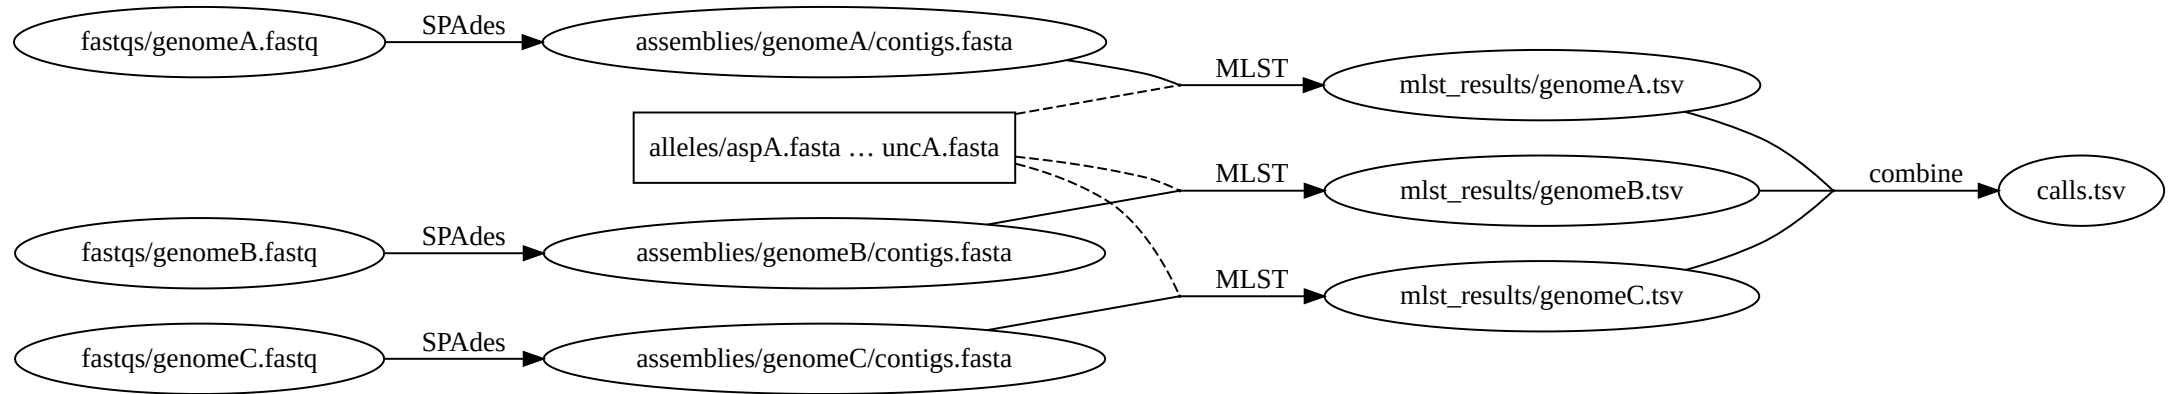 fastqs/genomeA.fastq
SPAdes
assemblies/genomeA/contigs.fasta
MLST
mlst_results/genomeA.tsv
alleles/aspA.fasta … uncA.fasta
MLST
mlst_results/genomeB.tsv
combine
calls.tsv
fastqs/genomeB.fastq
SPAdes
assemblies/genomeB/contigs.fasta
MLST
mlst_results/genomeC.tsv
fastqs/genomeC.fastq
SPAdes
assemblies/genomeC/contigs.fasta